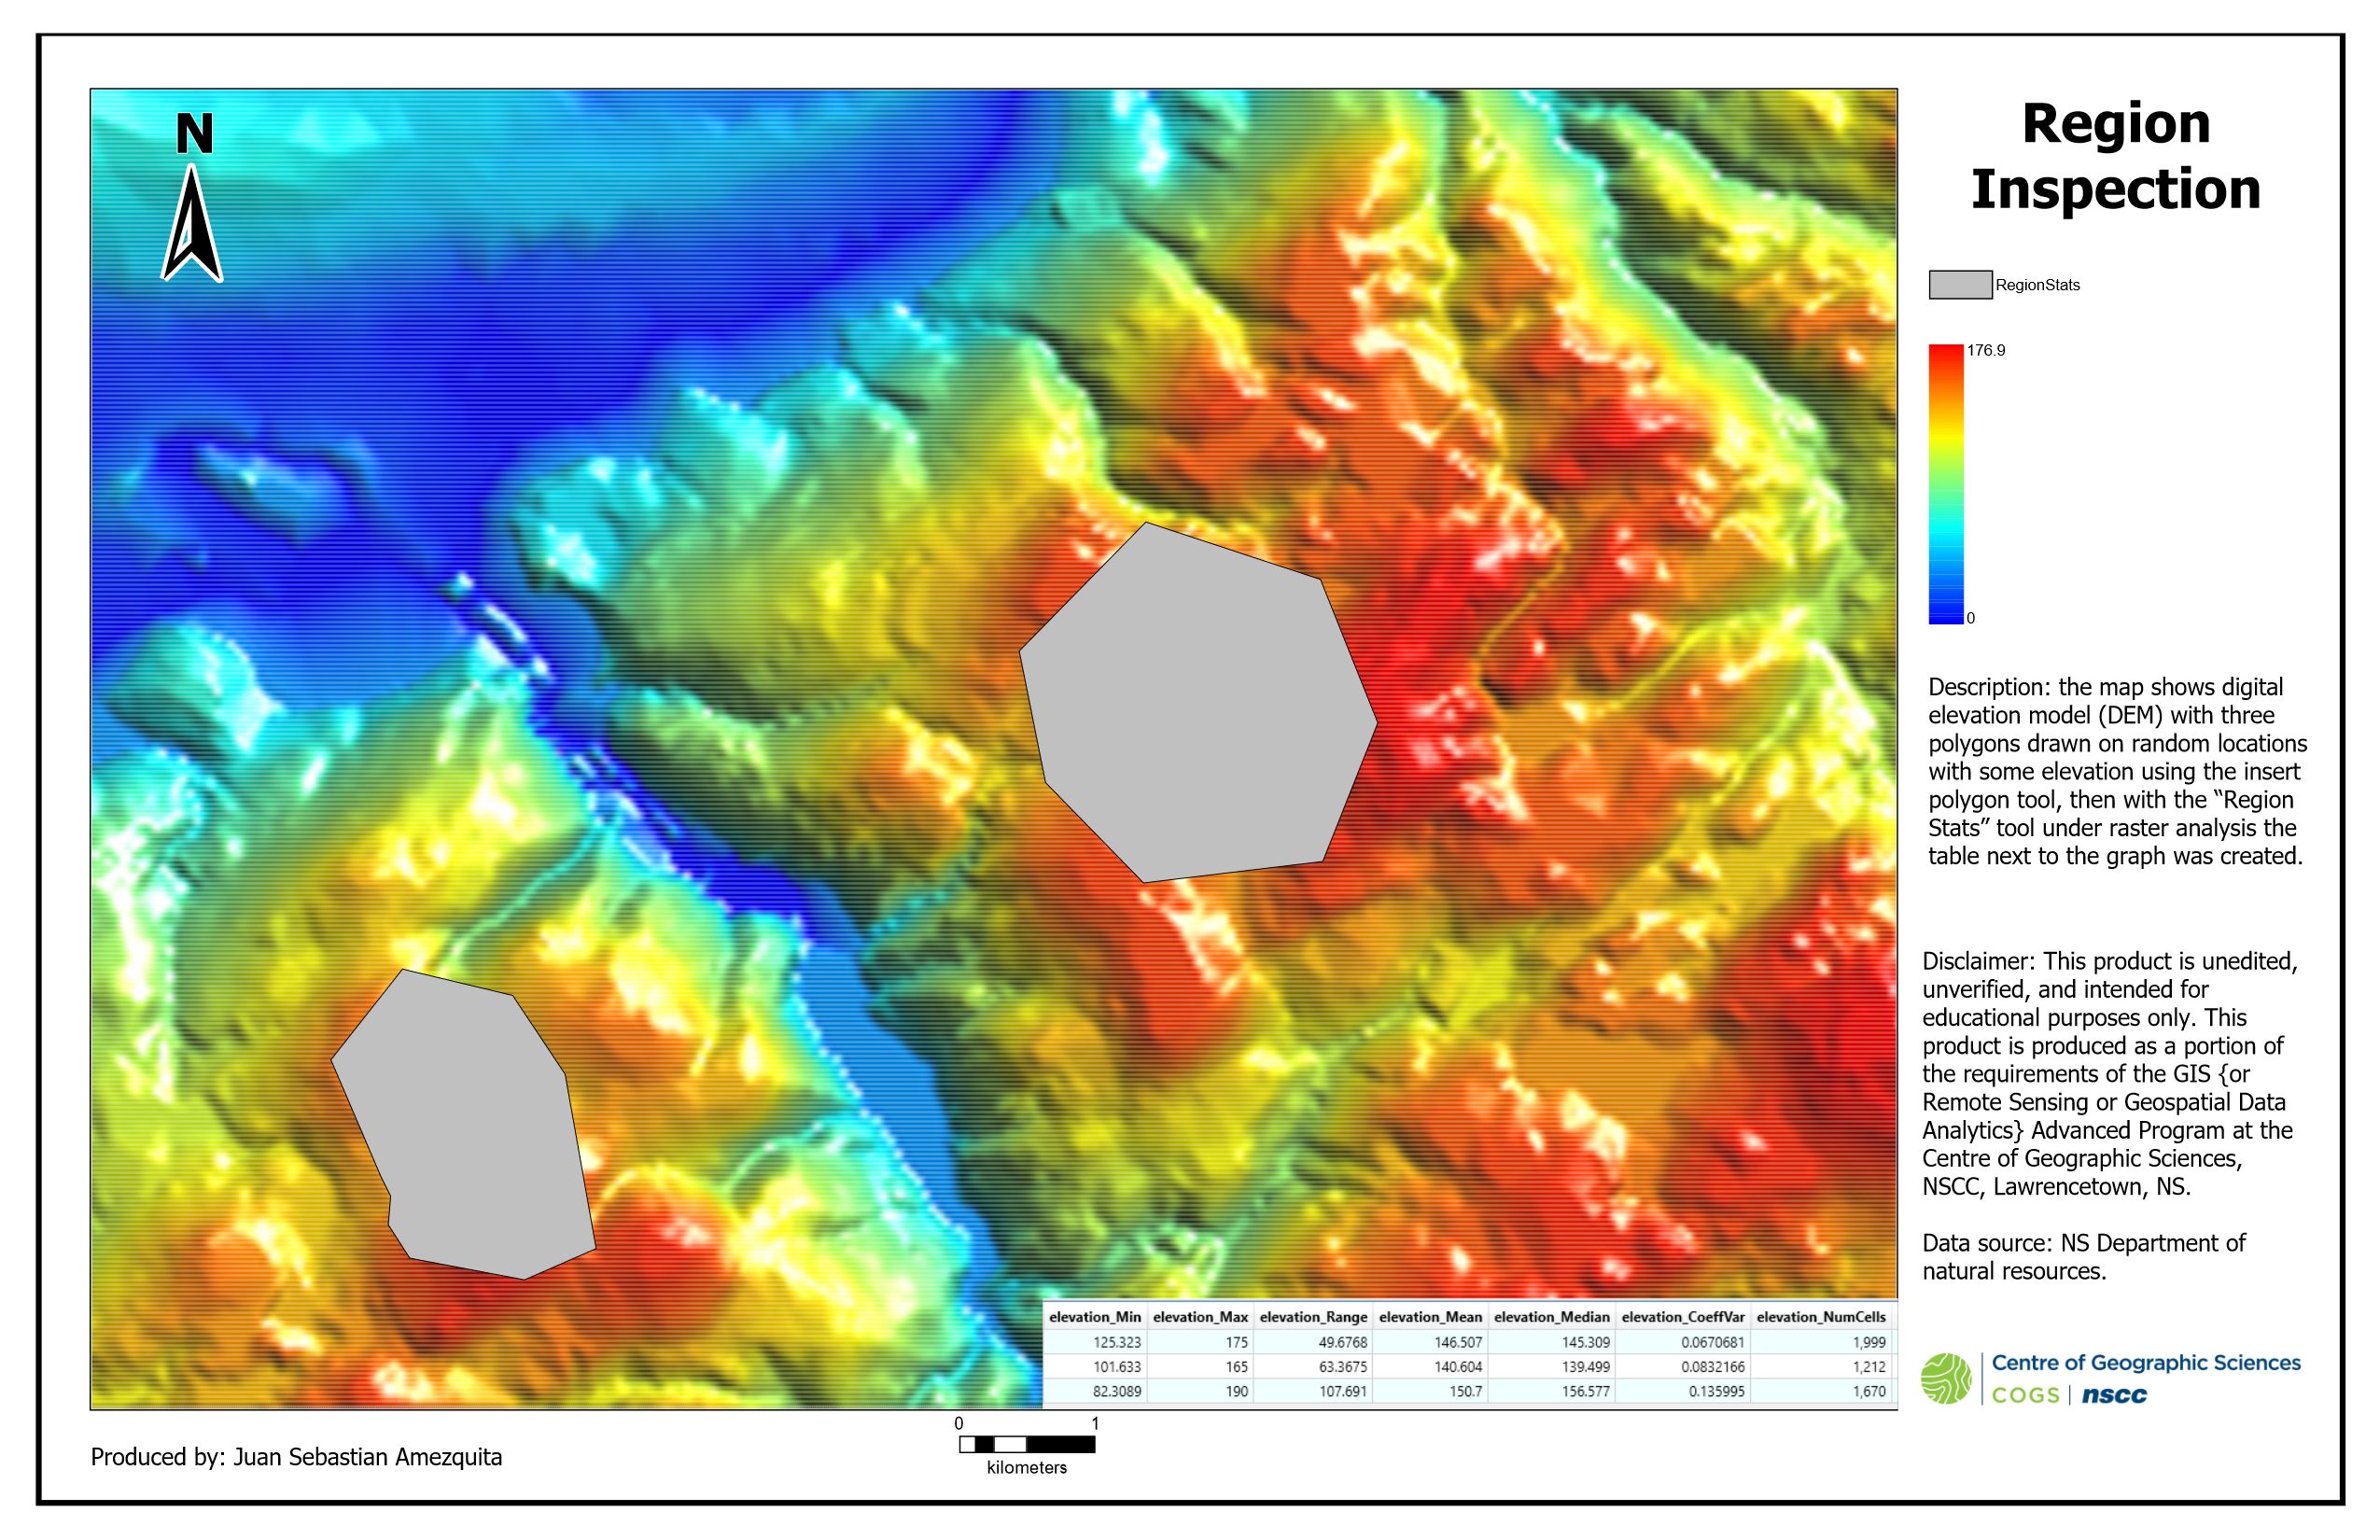 N
Region
Inspection
RegionStats
176.9
0
Description: the map shows digital
elevation model (DEM) with three
polygons drawn on random locations
with some elevation using the insert
polygon tool, then with the “Region
Stats” tool under raster analysis the
table next to the graph was created.
Disclaimer: This product is unedited,
unverified, and intended for
educational purposes only. This
product is produced as a portion of
the requirements of the GIS {or
Remote Sensing or Geospatial Data
Analytics} Advanced Program at the
Centre of Geographic Sciences,
NSCC, Lawrencetown, NS.
Data source: NS Department of
natural resources.
elevation_Min elevation_Max elevation_Range elevation_Mean elevation_Median elevation_CoeffVar elevation_NumCells
125.323 175 49.6768 146.507 145.309 0.0670681 1,999
101.633 165 63.3675 140.604 139.499 0.0832166 1,212
82.3089 190 107.691 150.7 156.577 0.135995 1,670
Centre of Geographic Sciences
COGS | nscc
0 1
kilometers
Produced by: Juan Sebastian Amezquita